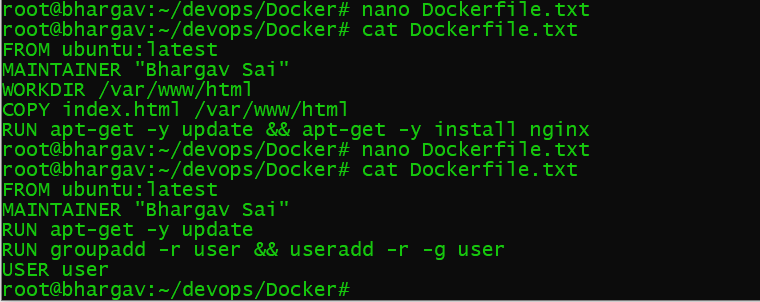 root@bhargav:~/devops/Docker# nano Dockerfile.txt
root@bhargav:~/devops/Docker# cat Dockerfile.txt
FROM ubuntu:latest
MAINTAINER "Bhargav Sai"
WORKDIR /var/www/html
COPY index.html /var/www/html
RUN apt-get -y update && apt-get -y install nginx
root@bhargav:~/devops/Docker# nano Dockerfile.txt
root@bhargav:~/devops/Docker# cat Dockerfile.txt
FROM ubuntu:latest
MAINTAINER "Bhargav Sai"
RUN apt-get -y update
RUN groupadd -r user && useradd -r -g user
USER user
root@bhargav:~/devops/Docker#